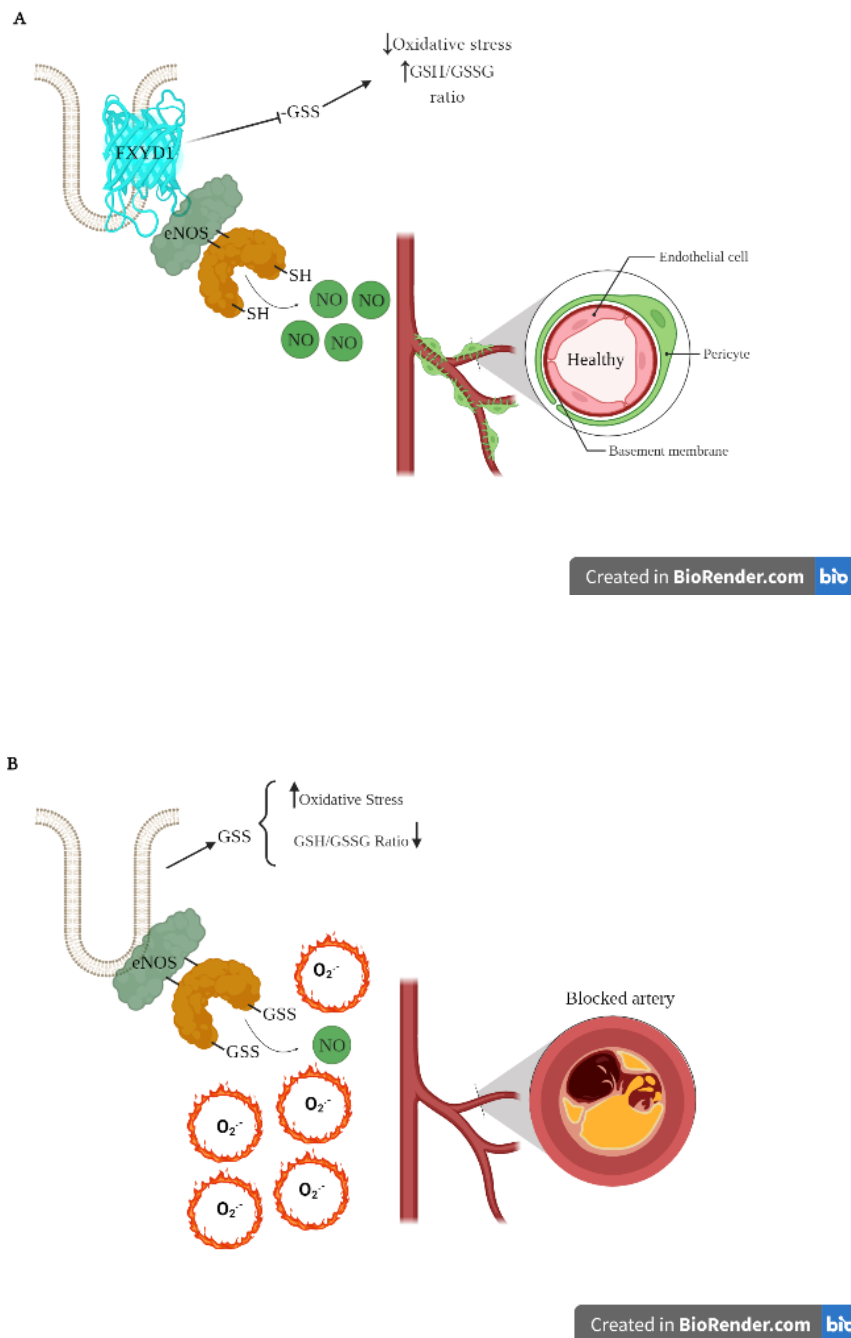 A
↓Oxidative stress
↑GSH/GSSG
ratio
-GSS
FXYD1
eNOS
SH
SH
NO
NO
NO
NO
Endothelial cell
Healthy
Pericyte
Basement membrane
Created in BioRender.com bio
B
↑Oxidative Stress
GSS
GSH/GSSG Ratio↓
eNOS
O₂·-
Blocked artery
GSS
GSS
NO
O₂·-
O₂·-
O₂·-
O₂·-
Created in BioRender.com bio